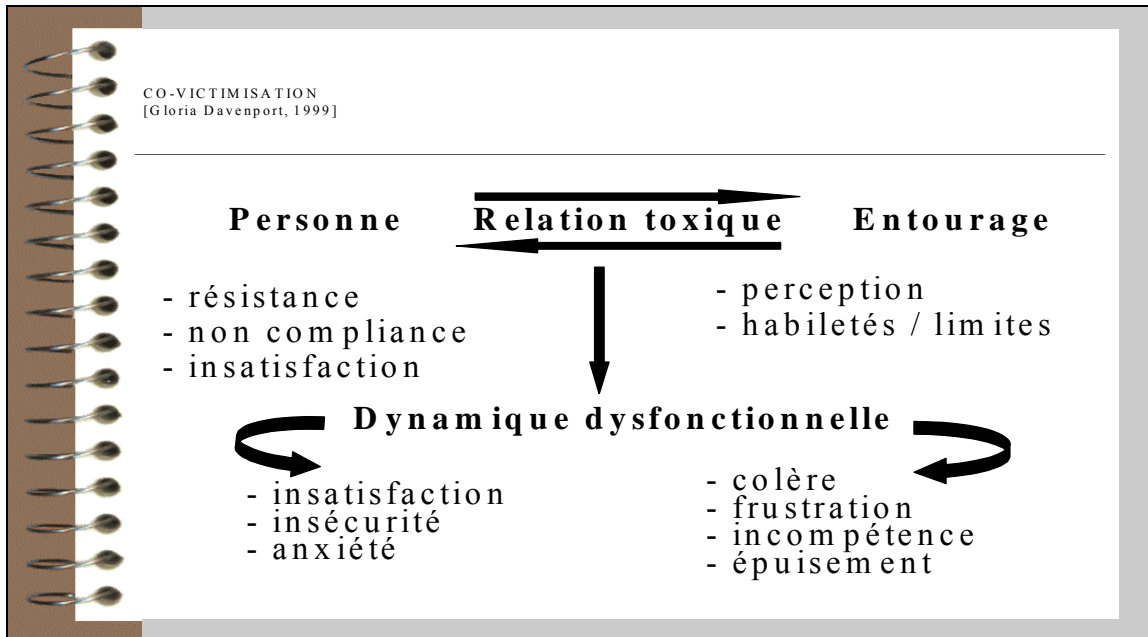 CO-VICTIMISATION
[Gloria Davenport, 1999]
Personne Relation toxique Entourage
- résistance
- non compliance
- insatisfaction
- perception
- habiletés / limites
Dynamique dysfonctionnelle
- insatisfaction
- insécurité
- anxiété
- colère
- frustration
- incompétence
- épuisement